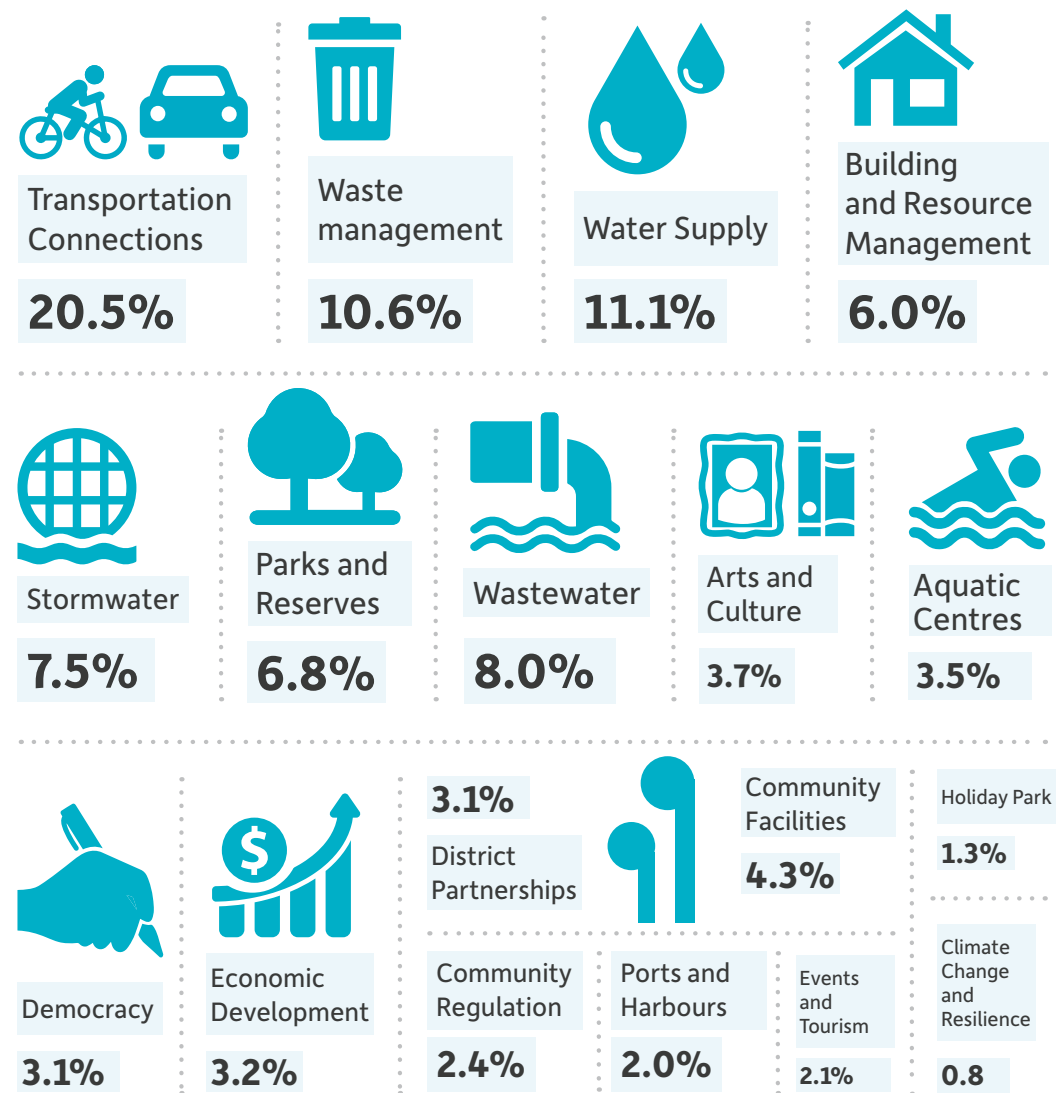 Transportation
Connections
20.5%
Waste
management
10.6%
Water Supply
11.1%
Building
and Resource
Management
6.0%
Stormwater
7.5%
Parks and
Reserves
6.8%
Wastewater
8.0%
Arts and
Culture
3.7%
Aquatic
Centres
3.5%
Democracy
3.1%
$
Economic
Development
3.2%
3.1%
District
Partnerships
Community
Facilities
4.3%
Holiday Park
1.3%
Community
Regulation
2.4%
Ports and
Harbours
2.0%
Events
and
Tourism
2.1%
Climate
Change
and
Resilience
0.8